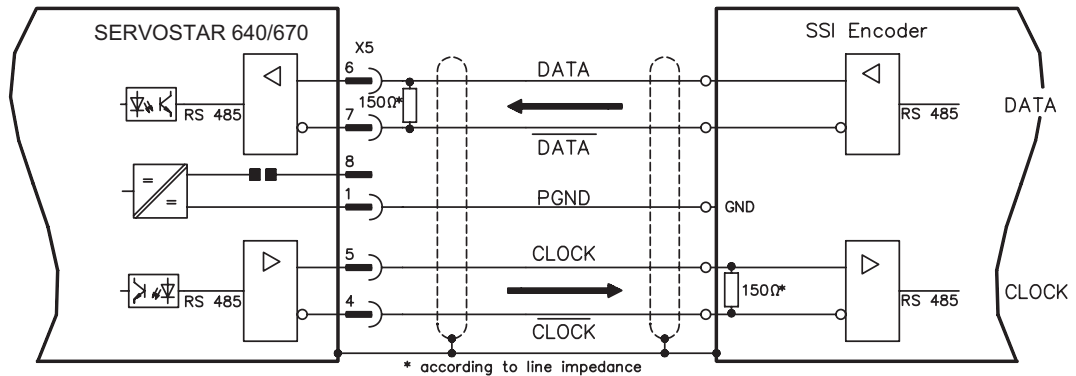 SERVOSTAR 640/670
X5
SSI Encoder
6
DATA
150Ω*
RS 485
7
DATA
RS 485
DATA
8
1
PGND
GND
5
CLOCK
RS 485
150Ω*
RS 485
CLOCK
4
CLOCK
* according to line impedance